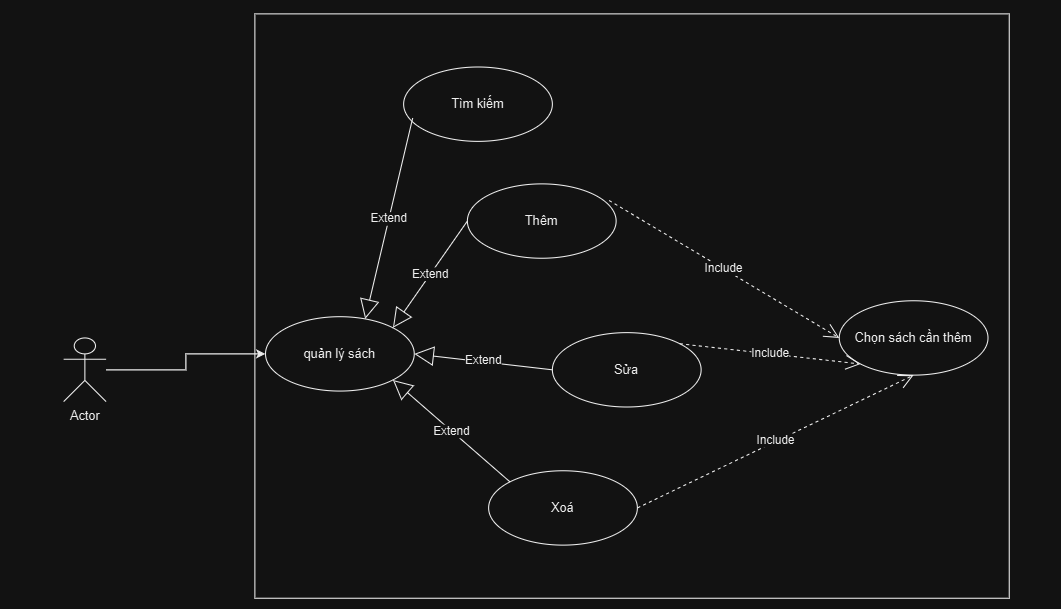 Tìm kiếm
Extend
Thêm
Extend
Include
quản lý sách
Extend
Sửa
Include
Chọn sách cần thêm
Actor
Extend
Include
Xoá